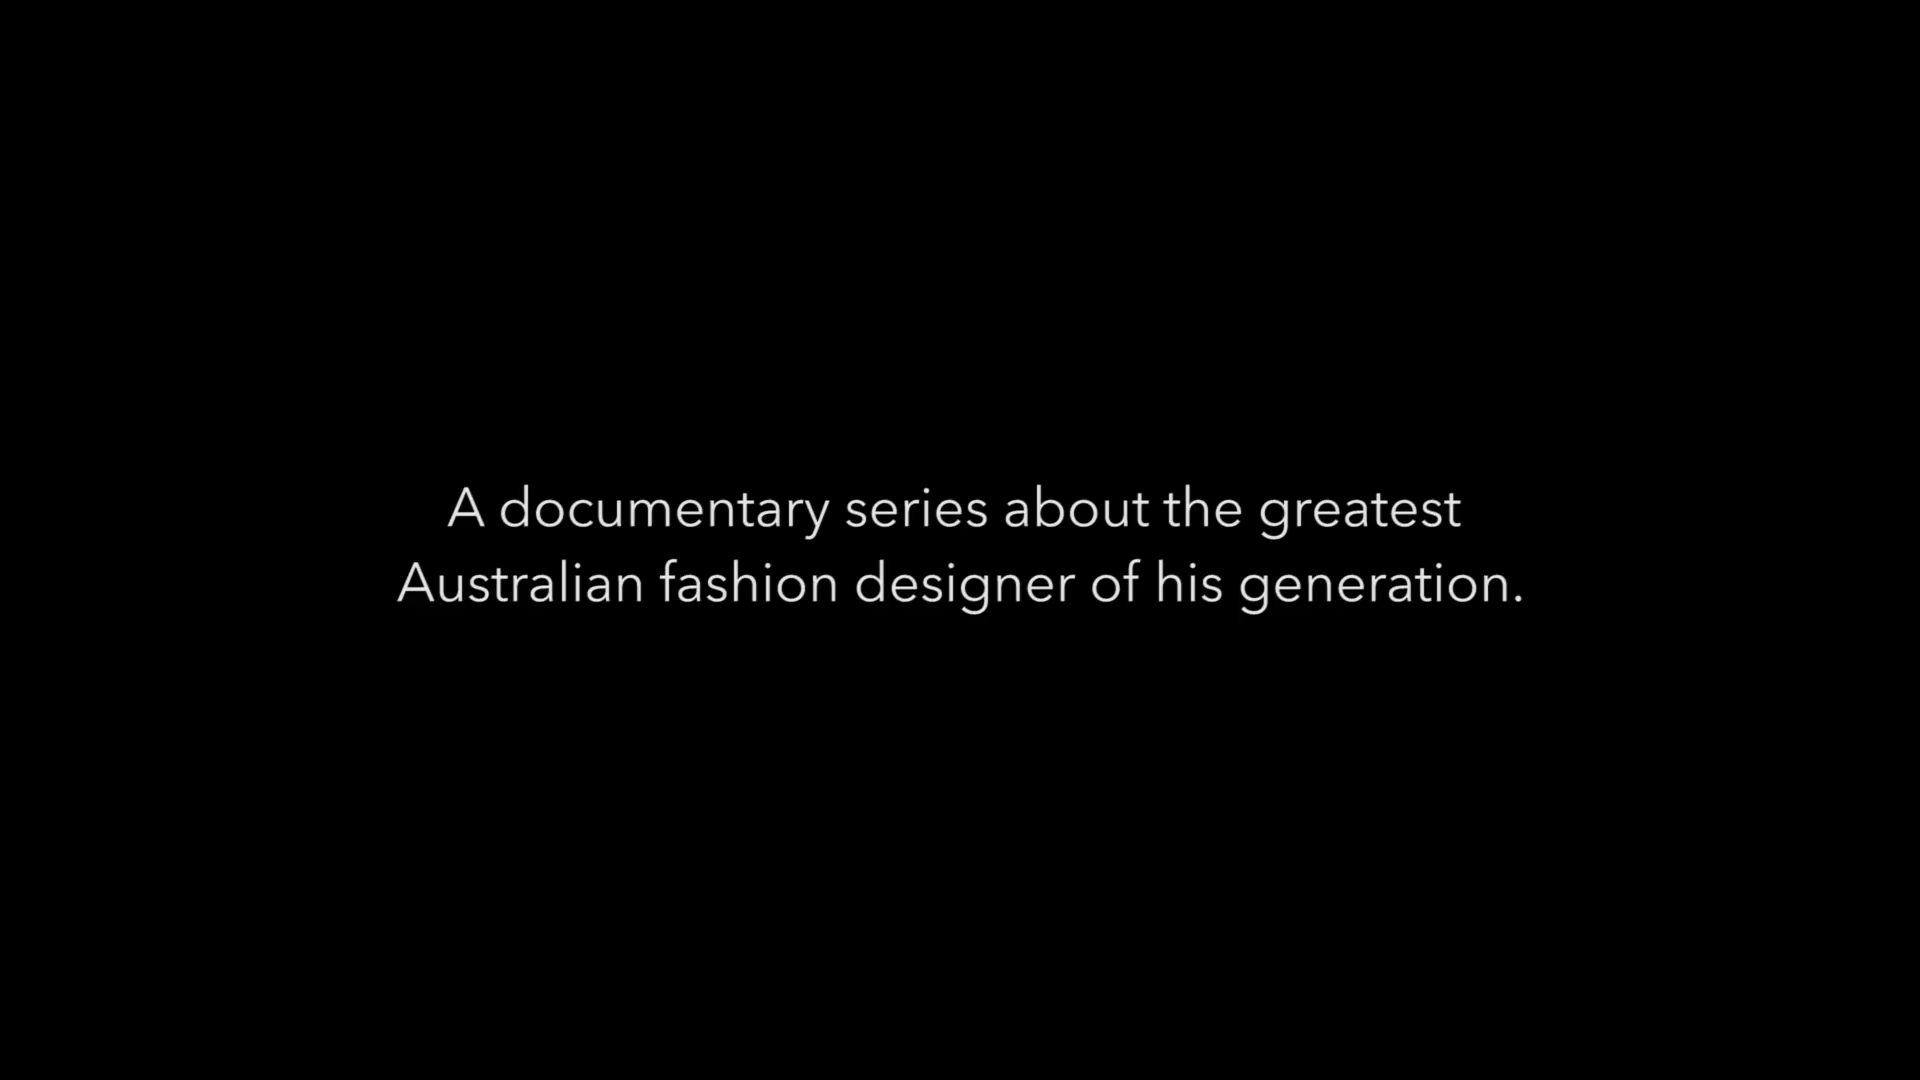 A documentary series about the greatest
Australian fashion designer of his generation.